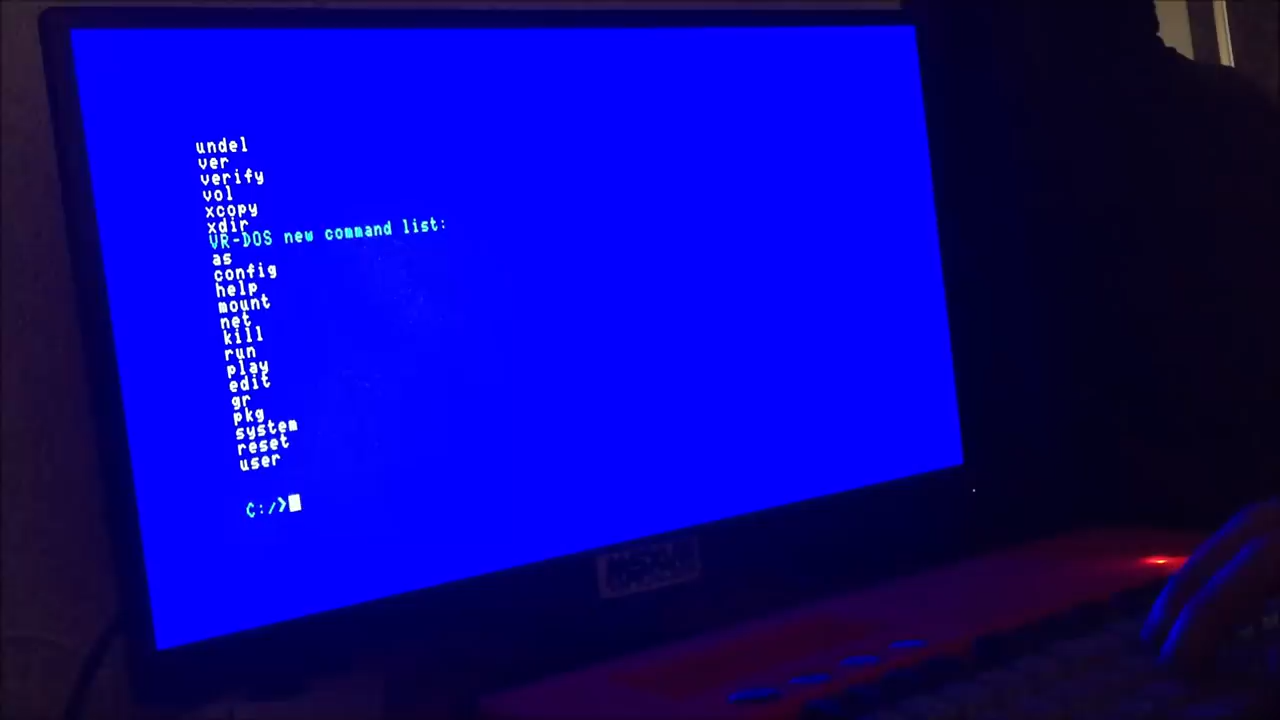 undel
ver
verify
vol
xcopy
xdir
VR-DOS new command list:
as
config
help
mount
net
kill
run
play
edit
gr
pkg
system
reset
user
C:/>